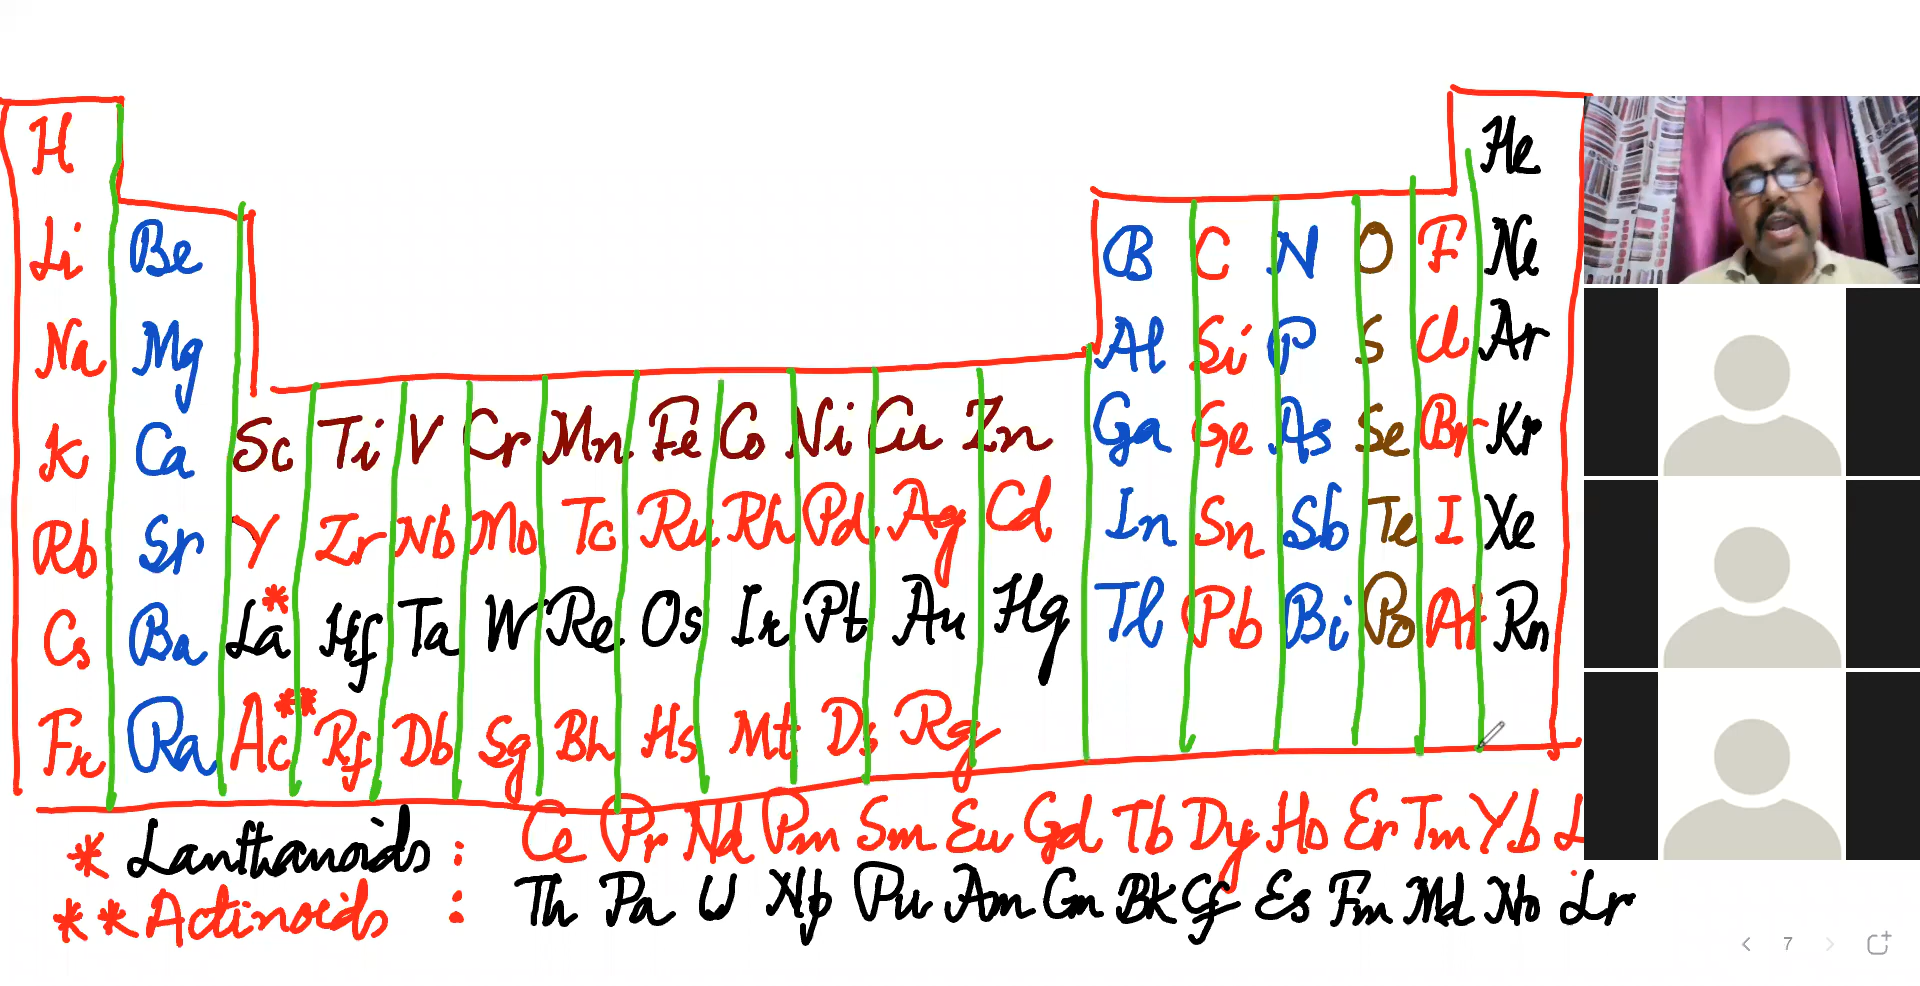 H He
Li Be B C N O F Ne
Na Mg Al Si P S Cl Ar
K Ca Sc Ti V Cr Mn Fe Co Ni Cu Zn Ga Ge As Se Br Kr
Rb Sr Y Zr Nb Mo Tc Ru Rh Pd Ag Cd In Sn Sb Te I Xe
Cs Ba La* Hf Ta W Re Os Ir Pt Au Hg Tl Pb Bi Po At Rn
Fr Ra Ac** Rf Db Sg Bh Hs Mt Ds Rg
* Lanthanoids : Ce Pr Nd Pm Sm Eu Gd Tb Dy Ho Er Tm Yb L
** Actinoids : Th Pa U Np Pu Am Cm Bk Cf Es Fm Md No Lr
7